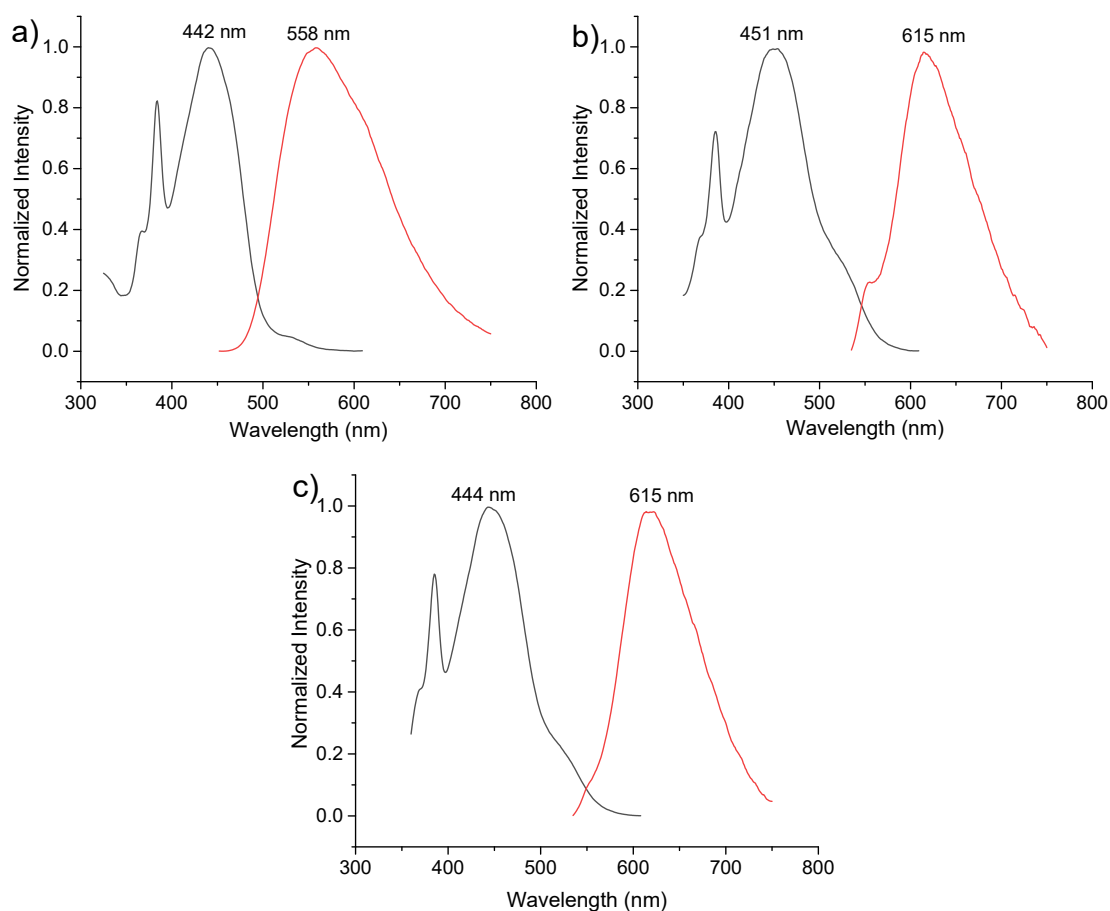 a)
442 nm 558 nm
1.0
0.8
0.6
0.4
0.2
0.0
Normalized Intensity
300 400 500 600 700 800
Wavelength (nm)
b)
451 nm 615 nm
1.0
0.8
0.6
0.4
0.2
0.0
Normalized Intensity
300 400 500 600 700 800
Wavelength (nm)
c)
444 nm 615 nm
1.0
0.8
0.6
0.4
0.2
0.0
Normalized Intensity
300 400 500 600 700 800
Wavelength (nm)